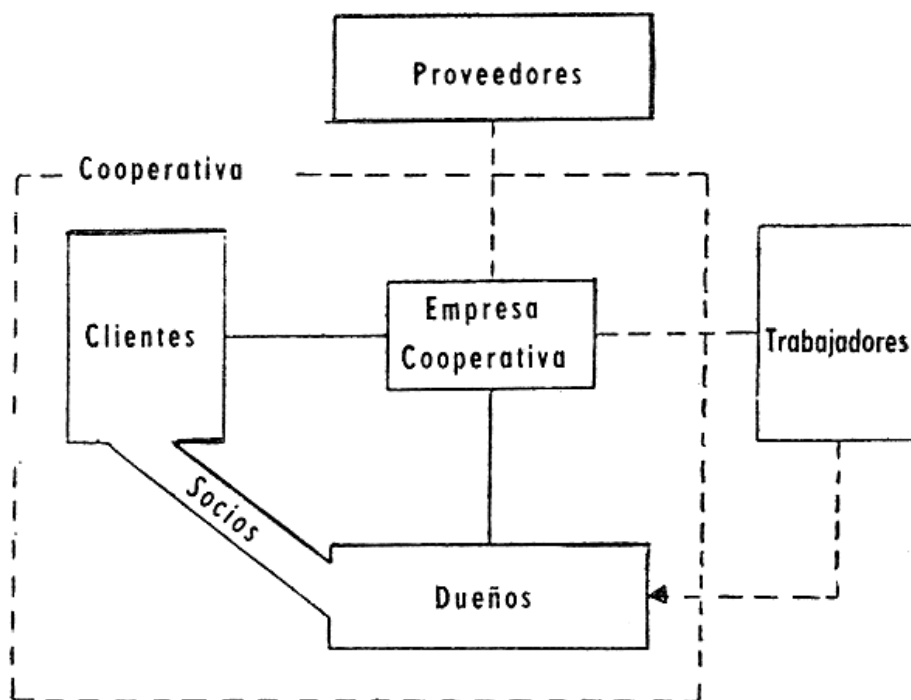 Proveedores
Cooperativa
Clientes
Empresa
Cooperativa
Trabajadores
Socios
Dueños